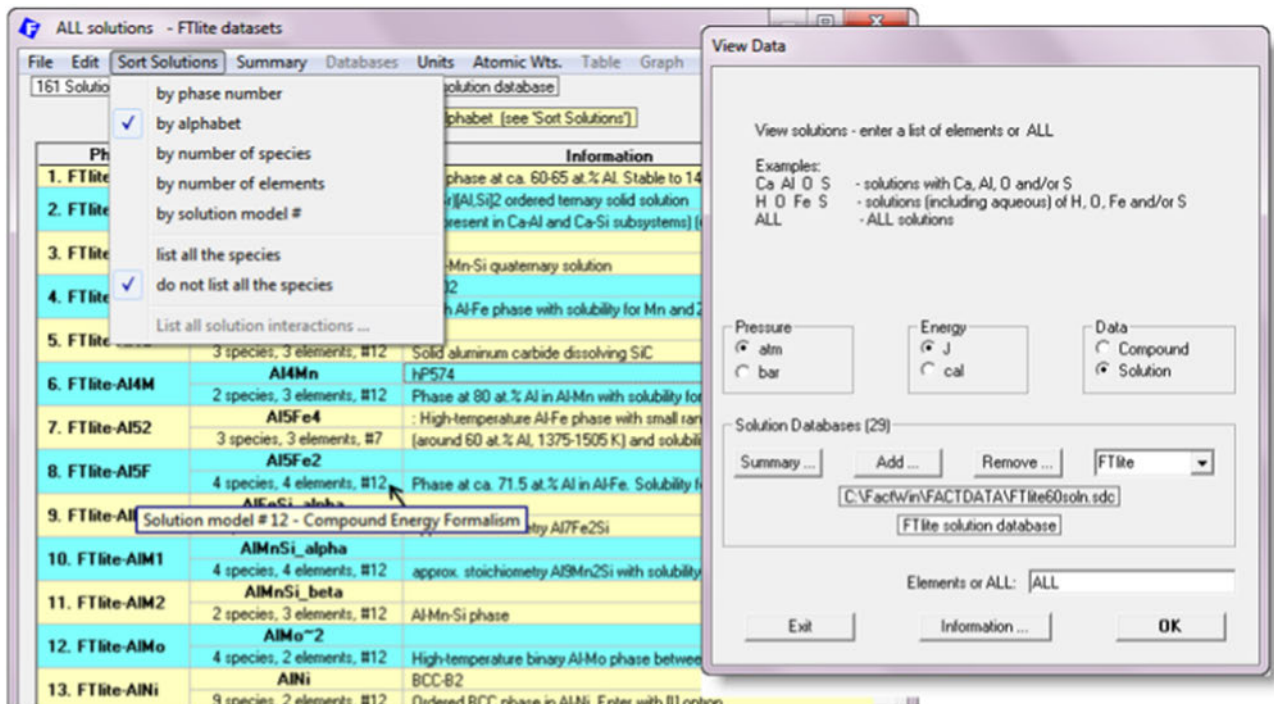 ALL solutions - FTlite datasets
File Edit Sort Solutions Summary Databases Units Atomic Wts. Table Graph
161 Solutio
olution database
by phase number
by alphabet
by number of species
by number of elements
by solution model #
list all the species
do not list all the species
List all solution interactions ...
lphabet (see 'Sort Solutions')
Ph
Information
1. FTlite
phase at ca. 60-65 at.% Al. Stable to 14
2. FTlite
r)[Al,Si]2 ordered ternary solid solution
present in Ca-Al and Ca-Si subsystems) (
3. FTlite
-Mn-Si quaternary solution
4. FTlite
h Al-Fe phase with solubility for Mn and Z
5. FTlite
3 species, 3 elements, #12 Solid aluminum carbide dissolving SiC
6. FTlite-Al4M
Al4Mn hP574
2 species, 3 elements, #12 Phase at 80 at.% Al in Al-Mn with solubility for
7. FTlite-Al52
Al5Fe4 : High-temperature Al-Fe phase with small ran
3 species, 3 elements, #7 (around 60 at.% Al, 1375-1505 K) and solubili
8. FTlite-Al5F
Al5Fe2
4 species, 4 elements, #12 Phase at ca. 71.5 at.% Al in Al-Fe. Solubility f
9. FTlite-Al
AlFeSi_alpha
Solution model #12 - Compound Energy Formalism
etry Al7Fe2Si
10. FTlite-AlM1
AlMnSi_alpha
4 species, 4 elements, #12 approx. stoichiometry Al9Mn2Si with solubility
11. FTlite-AlM2
AlMnSi_beta
2 species, 3 elements, #12 Al-Mn-Si phase
12. FTlite-AlMo
AlMo~2
4 species, 2 elements, #12 High-temperature binary Al-Mo phase betwee
13. FTlite-AlNi
AlNi BCC-B2
9 species, 2 elements, #12 Ordered BCC phase in Al-Ni. Enter with [I] option
View Data
View solutions - enter a list of elements or ALL
Examples:
Ca Al O S - solutions with Ca, Al, O and/or S
H O Fe S - solutions (including aqueous) of H, O, Fe and/or S
ALL - ALL solutions
Pressure
atm
bar
Energy
J
cal
Data
Compound
Solution
Solution Databases (29)
Summary ... Add ... Remove ... FTlite
C:\FactWin\FACTDATA\FTlite60soln.sdc
FTlite solution database
Elements or ALL: ALL
Exit Information ... OK